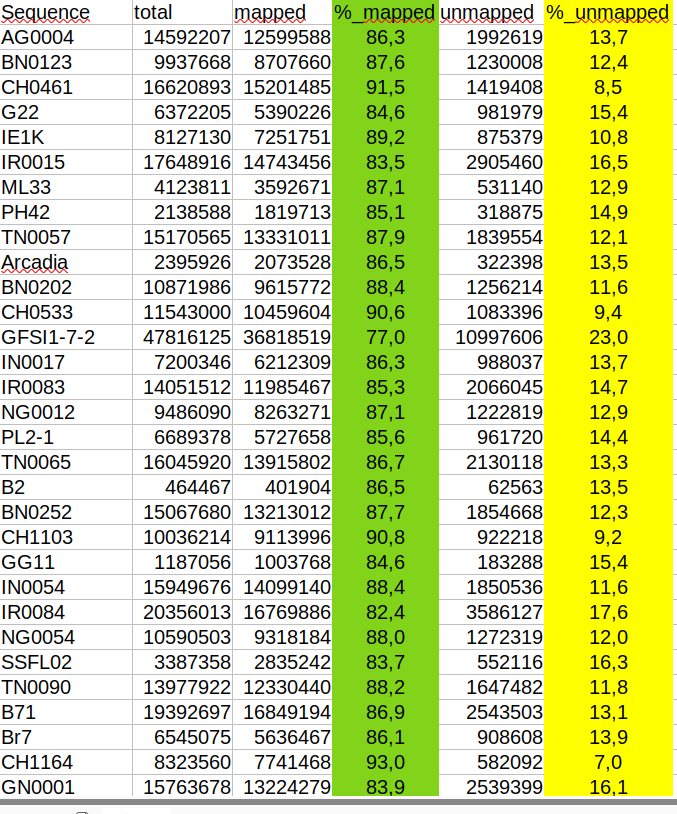 Sequence total mapped %_mapped unmapped %_unmapped
AG0004 14592207 12599588 86,3 1992619 13,7
BN0123 9937668 8707660 87,6 1230008 12,4
CH0461 16620893 15201485 91,5 1419408 8,5
G22 6372205 5390226 84,6 981979 15,4
IE1K 8127130 7251751 89,2 875379 10,8
IR0015 17648916 14743456 83,5 2905460 16,5
ML33 4123811 3592671 87,1 531140 12,9
PH42 2138588 1819713 85,1 318875 14,9
TN0057 15170565 13331011 87,9 1839554 12,1
Arcadia 2395926 2073528 86,5 322398 13,5
BN0202 10871986 9615772 88,4 1256214 11,6
CH0533 11543000 10459604 90,6 1083396 9,4
GFSI1-7-2 47816125 36818519 77,0 10997606 23,0
IN0017 7200346 6212309 86,3 988037 13,7
IR0083 14051512 11985467 85,3 2066045 14,7
NG0012 9486090 8263271 87,1 1222819 12,9
PL2-1 6689378 5727658 85,6 961720 14,4
TN0065 16045920 13915802 86,7 2130118 13,3
B2 464467 401904 86,5 62563 13,5
BN0252 15067680 13213012 87,7 1854668 12,3
CH1103 10036214 9113996 90,8 922218 9,2
GG11 1187056 1003768 84,6 183288 15,4
IN0054 15949676 14099140 88,4 1850536 11,6
IR0084 20356013 16769886 82,4 3586127 17,6
NG0054 10590503 9318184 88,0 1272319 12,0
SSFL02 3387358 2835242 83,7 552116 16,3
TN0090 13977922 12330440 88,2 1647482 11,8
B71 19392697 16849194 86,9 2543503 13,1
Br7 6545075 5636467 86,1 908608 13,9
CH1164 8323560 7741468 93,0 582092 7,0
GN0001 15763678 13224279 83,9 2539399 16,1